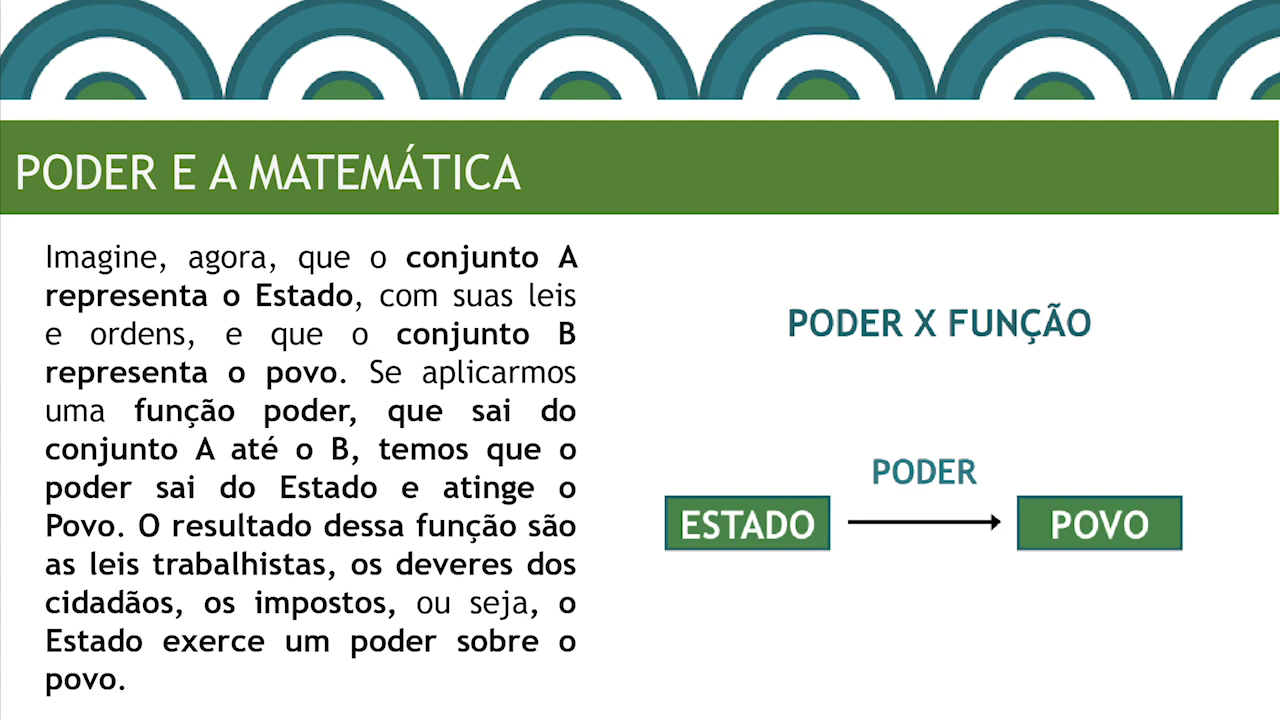 PODER E A MATEMÁTICA
Imagine, agora, que o conjunto A
representa o Estado, com suas leis
e ordens, e que o conjunto B
representa o povo. Se aplicarmos
uma função poder, que sai do
conjunto A até o B, temos que o
poder sai do Estado e atinge o
Povo. O resultado dessa função são
as leis trabalhistas, os deveres dos
cidadãos, os impostos, ou seja, o
Estado exerce um poder sobre o
povo.
PODER X FUNÇÃO
PODER
ESTADO
POVO